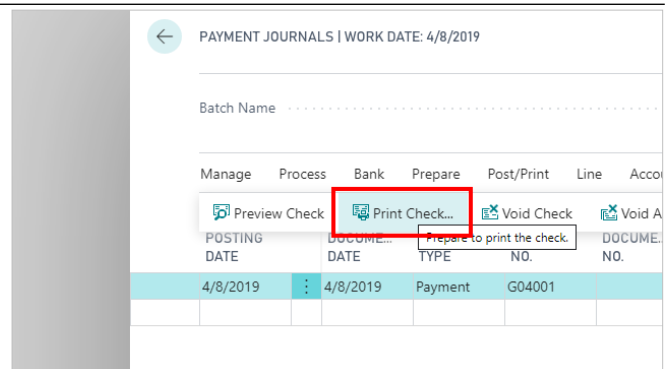 PAYMENT JOURNALS | WORK DATE: 4/8/2019
Batch Name
Manage Process Bank Prepare Post/Print Line Accou
Preview Check Print Check... Void Check Void A
Prepare to print the check.
POSTING DATE DOCUME... DATE TYPE NO. DOCUME... NO.
4/8/2019 4/8/2019 Payment G04001